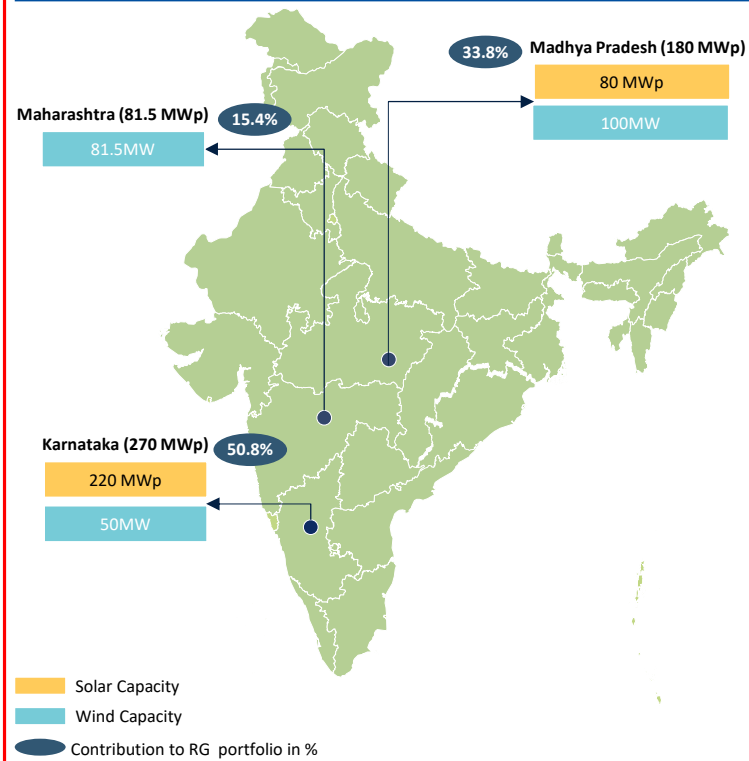 33.8%
Madhya Pradesh (180 MWp)
80 MWp
100MW
Maharashtra (81.5 MWp)
15.4%
81.5MW
Karnataka (270 MWp)
50.8%
220 MWp
50MW
Solar Capacity
Wind Capacity
Contribution to RG portfolio in %